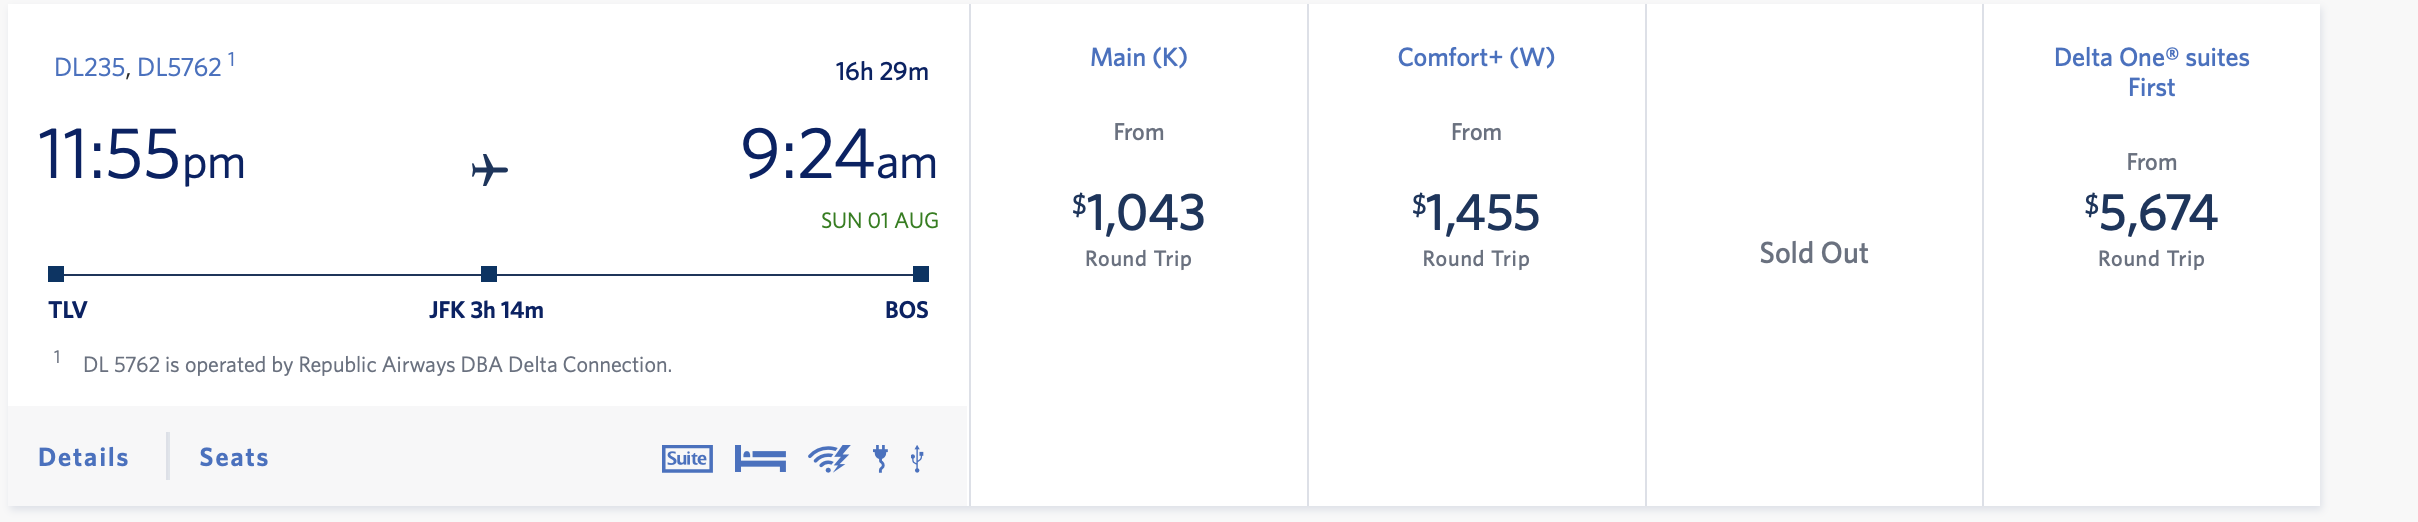 DL235, DL5762 1
16h 29m
11:55pm
9:24am
SUN 01 AUG
TLV
JFK 3h 14m
BOS
1 DL 5762 is operated by Republic Airways DBA Delta Connection.
Details
Seats
Suite
Main (K)
From
$1,043
Round Trip
Comfort+ (W)
From
$1,455
Round Trip
Sold Out
Delta One® suites
First
From
$5,674
Round Trip